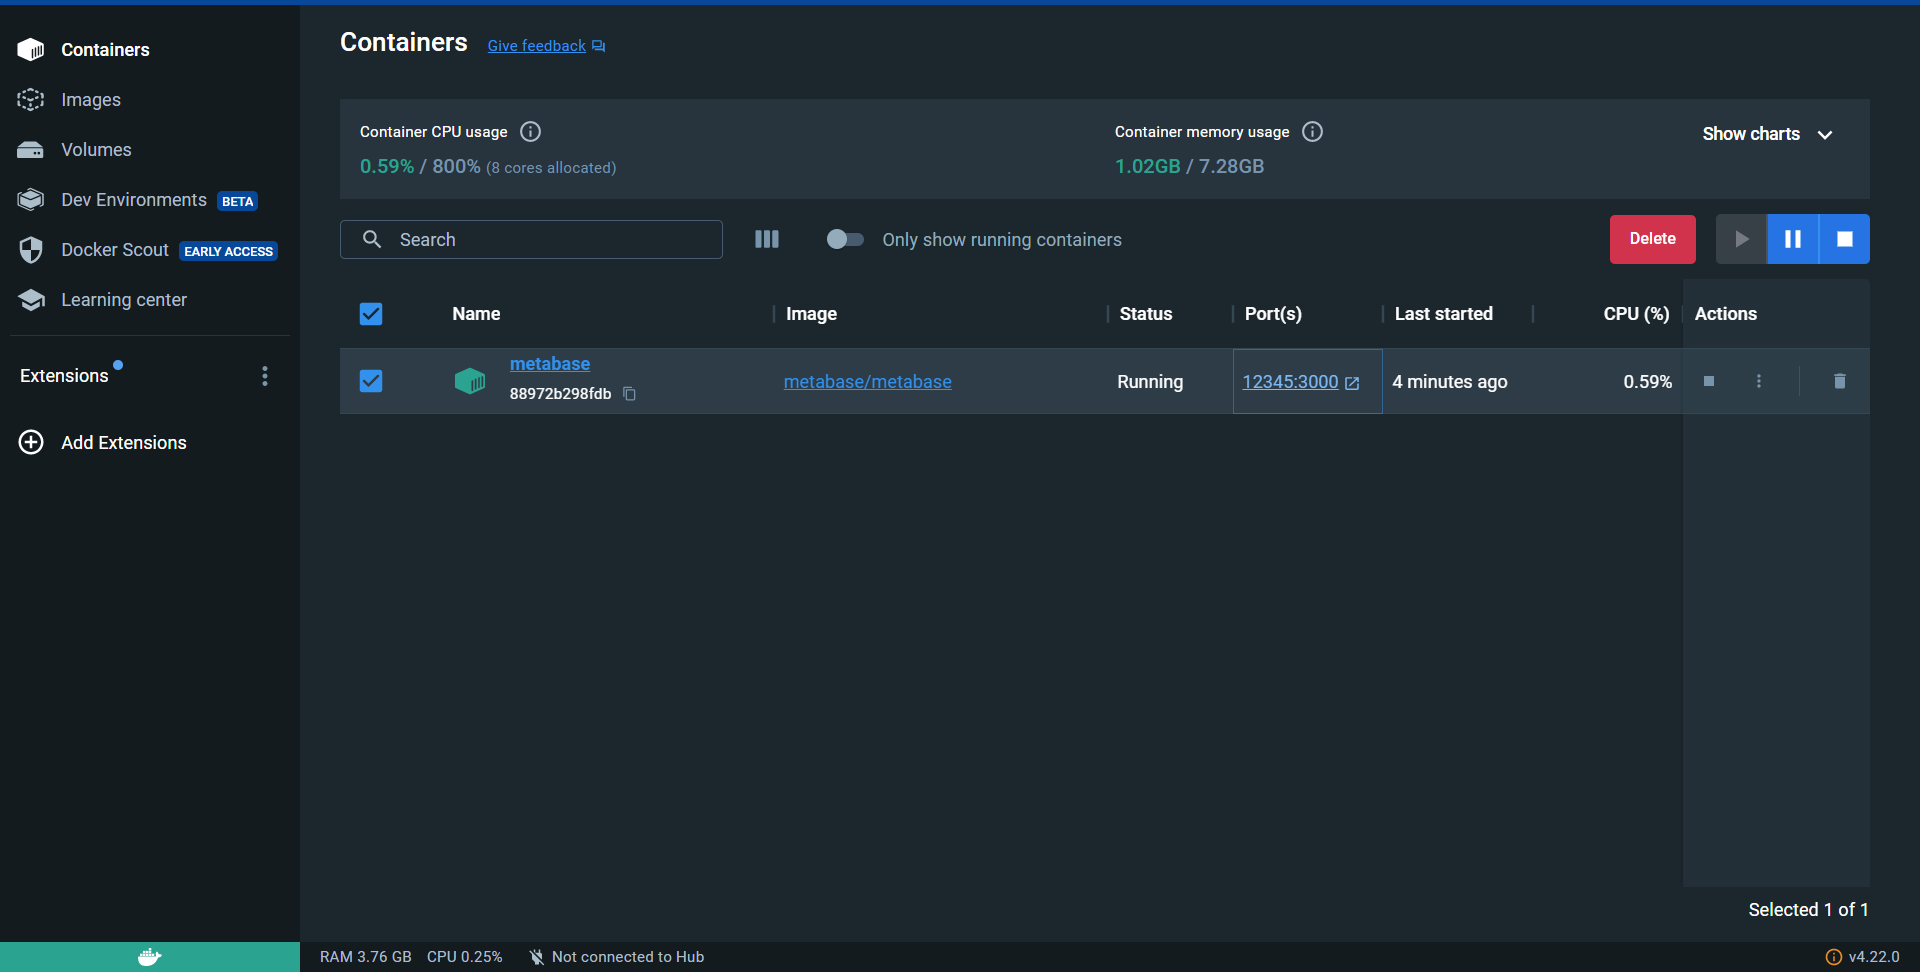 Containers
Images
Volumes
Dev Environments BETA
Docker Scout EARLY ACCESS
Learning center
Extensions
Add Extensions
Containers Give feedback
Container CPU usage
0.59% / 800% (8 cores allocated)
Container memory usage
1.02GB / 7.28GB
Show charts
Search
Only show running containers
Delete
Name Image Status Port(s) Last started CPU (%) Actions
metabase
88972b298fdb
metabase/metabase Running 12345:3000 4 minutes ago 0.59%
Selected 1 of 1
RAM 3.76 GB CPU 0.25% Not connected to Hub v4.22.0